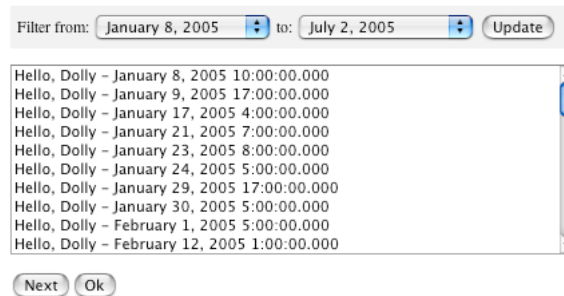 Filter from: January 8, 2005 to: July 2, 2005 Update
Hello, Dolly – January 8, 2005 10:00:00.000
Hello, Dolly – January 9, 2005 17:00:00.000
Hello, Dolly – January 17, 2005 4:00:00.000
Hello, Dolly – January 21, 2005 7:00:00.000
Hello, Dolly – January 23, 2005 8:00:00.000
Hello, Dolly – January 24, 2005 5:00:00.000
Hello, Dolly – January 29, 2005 17:00:00.000
Hello, Dolly – January 30, 2005 5:00:00.000
Hello, Dolly – February 1, 2005 5:00:00.000
Hello, Dolly – February 12, 2005 1:00:00.000
Next Ok